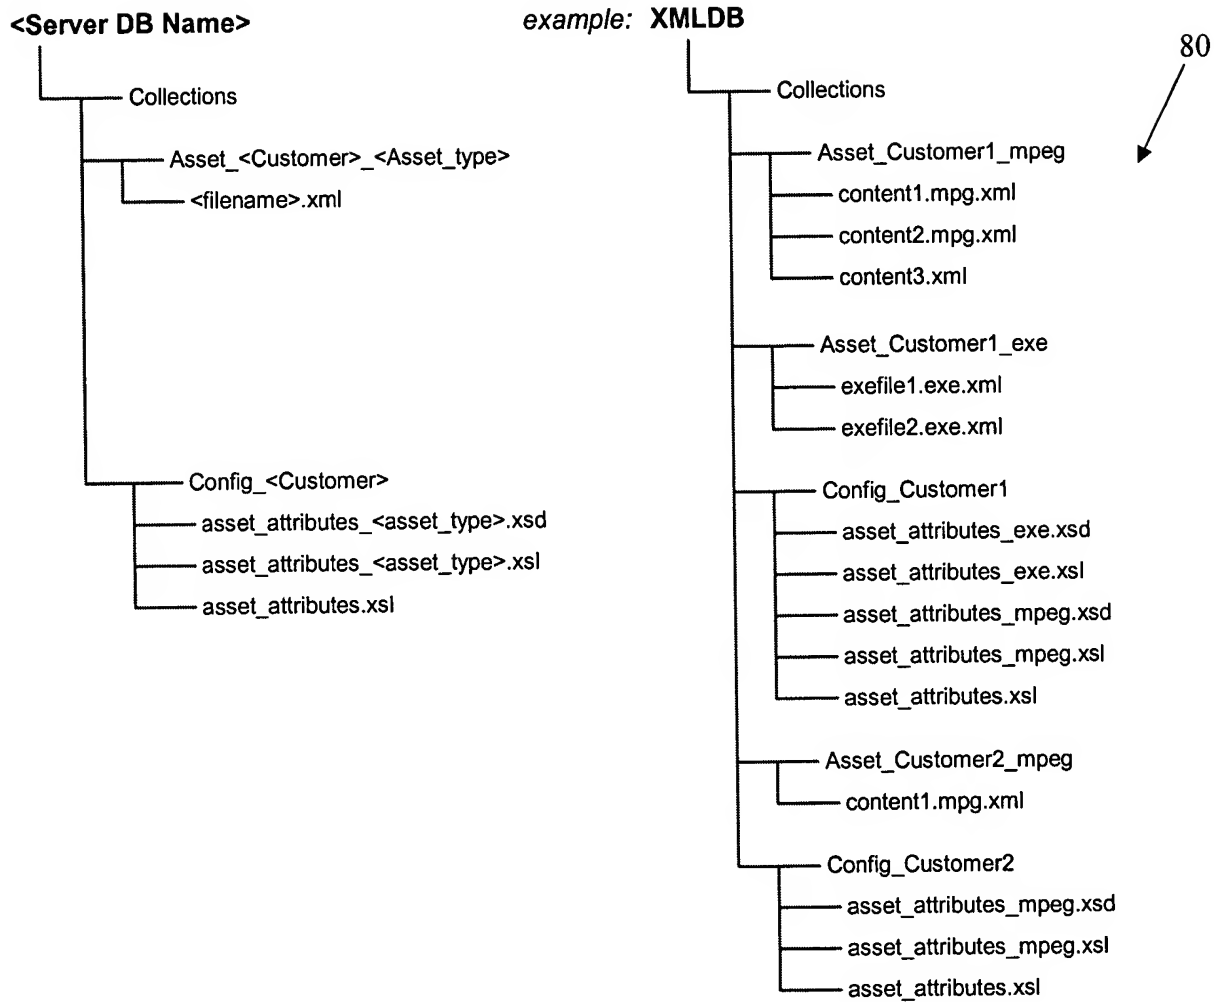 <Server DB Name>
Collections
Asset_<Customer>_<Asset_type>
<filename>.xml
Config_<Customer>
asset_attributes_<asset_type>.xsd
asset_attributes_<asset_type>.xsl
asset_attributes.xsl
example: XMLDB
80
Collections
Asset_Customer1_mpeg
content1.mpg.xml
content2.mpg.xml
content3.xml
Asset_Customer1_exe
exefile1.exe.xml
exefile2.exe.xml
Config_Customer1
asset_attributes_exe.xsd
asset_attributes_exe.xsl
asset_attributes_mpeg.xsd
asset_attributes_mpeg.xsl
asset_attributes.xsl
Asset_Customer2_mpeg
content1.mpg.xml
Config_Customer2
asset_attributes_mpeg.xsd
asset_attributes_mpeg.xsl
asset_attributes.xsl